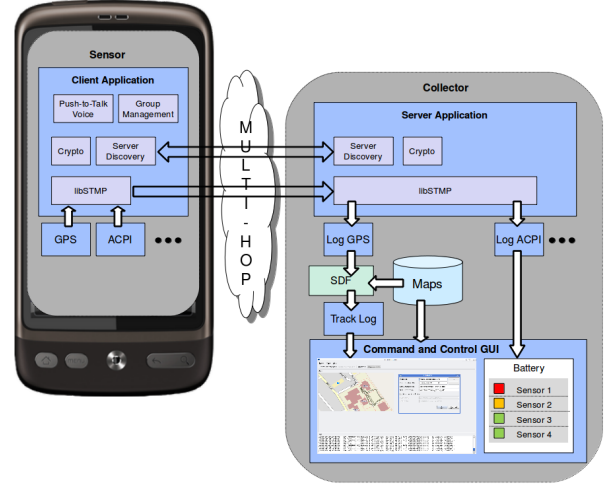 Sensor
Client Application
Push-to-Talk
Voice
Group
Management
Crypto
Server
Discovery
libSTMP
GPS
ACPI
MULTI-HOP
Collector
Server Application
Server
Discovery
Crypto
libSTMP
Log GPS
Log ACPI
SDF
Maps
Track Log
Command and Control GUI
Battery
Sensor 1
Sensor 2
Sensor 3
Sensor 4